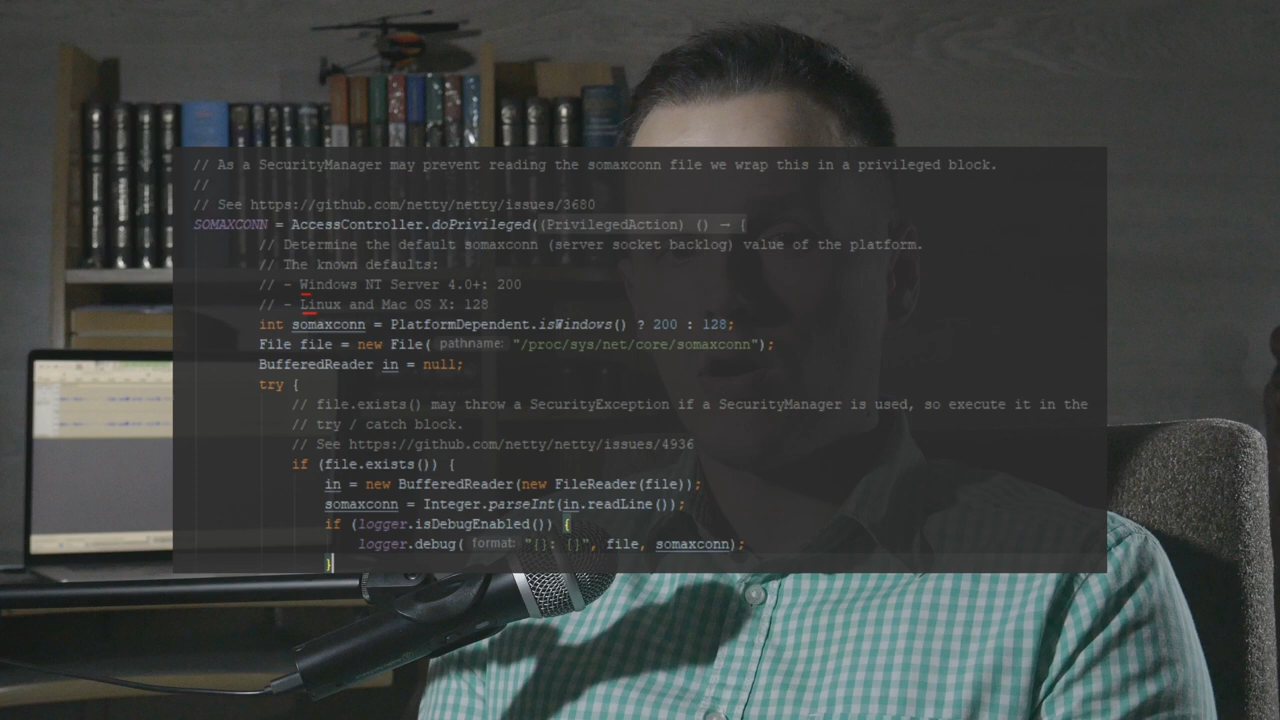 // As a SecurityManager may prevent reading the somaxconn file we wrap this in a privileged block.
//
// See https://github.com/netty/netty/issues/3680
SOMAXCONN = AccessController.doPrivileged((PrivilegedAction) () → {
// Determine the default somaxconn (server socket backlog) value of the platform.
// The known defaults:
// - Windows NT Server 4.0+: 200
// - Linux and Mac OS X: 128
int somaxconn = PlatformDependent.isWindows() ? 200 : 128;
File file = new File( pathname: "/proc/sys/net/core/somaxconn");
BufferedReader in = null;
try {
// file.exists() may throw a SecurityException if a SecurityManager is used, so execute it in the
// try / catch block.
// See https://github.com/netty/netty/issues/4936
if (file.exists()) {
in = new BufferedReader(new FileReader(file));
somaxconn = Integer.parseInt(in.readLine());
if (logger.isDebugEnabled()) {
logger.debug( format: "{}: {}", file, somaxconn);
}